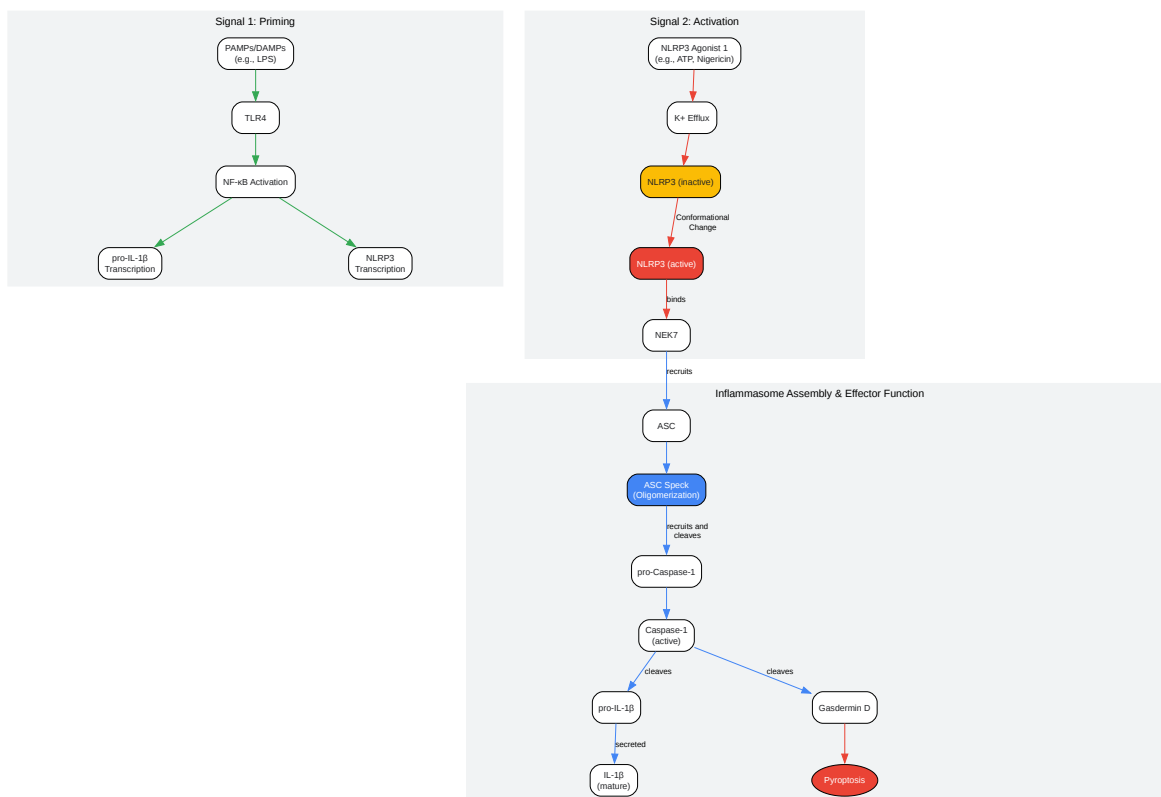 Signal 1: Priming
PAMPs/DAMPs
(e.g., LPS)
TLR4
NF-κB Activation
pro-IL-1β
Transcription
NLRP3
Transcription
Signal 2: Activation
NLRP3 Agonist 1
(e.g., ATP, Nigericin)
K+ Efflux
NLRP3 (inactive)
Conformational
Change
NLRP3 (active)
binds
NEK7
recruits
Inflammasome Assembly & Effector Function
ASC
ASC Speck
(Oligomerization)
recruits and
cleaves
pro-Caspase-1
Caspase-1
(active)
cleaves
cleaves
pro-IL-1β
Gasdermin D
secreted
IL-1β
(mature)
Pyroptosis